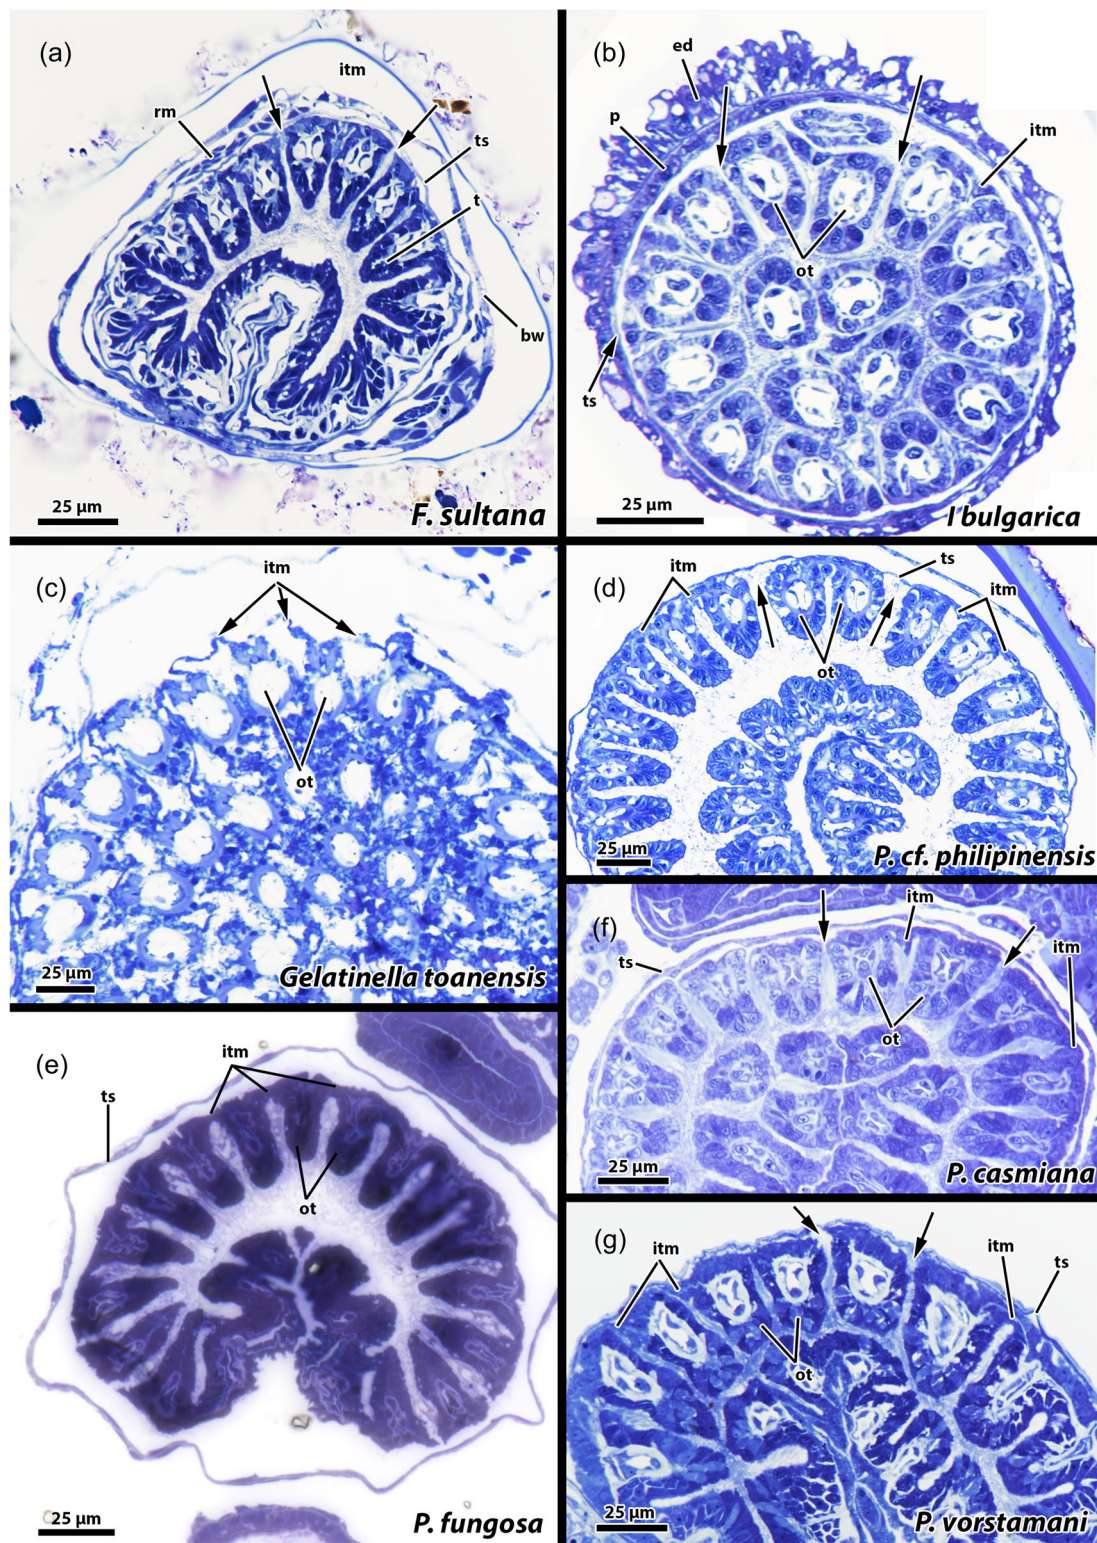 (a)
itm
rm
ts
t
bw
25 µm
F. sultana
(b)
ed
p
itm
ot
ts
25 µm
I bulgarica
(c)
itm
ot
25 µm
Gelatinella toanensis
(d)
itm
ts
itm
ot
25 µm
P. cf. philipinensis
(e)
itm
ts
ot
25 µm
P. fungosa
(f)
itm
ts
itm
ot
25 µm
P. casmiana
(g)
itm
itm
ts
ot
25 µm
P. vorstamani